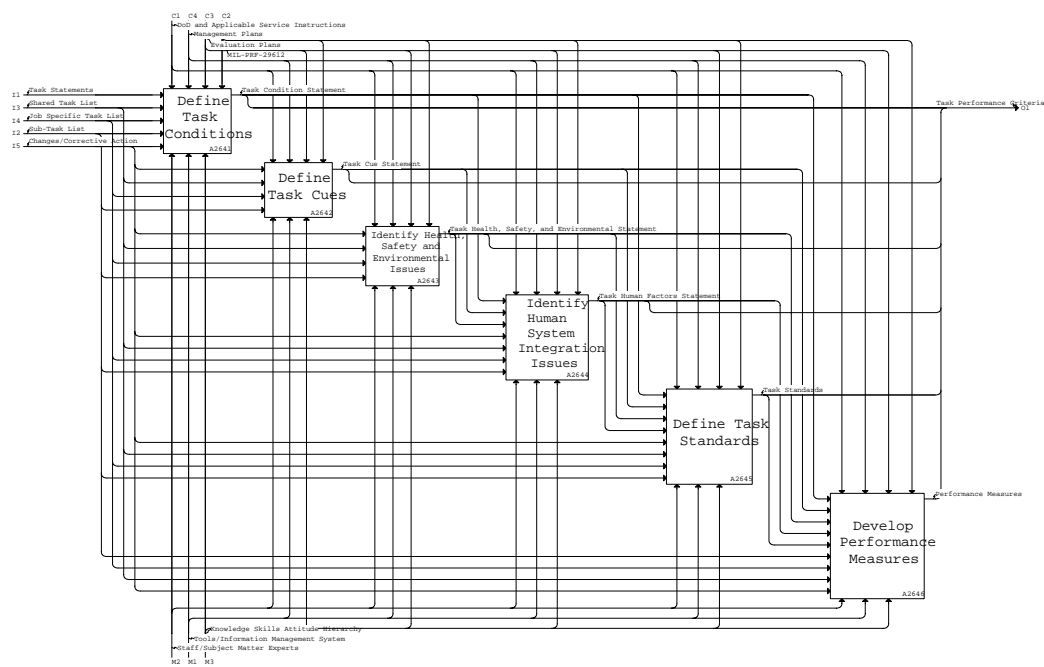 C1 C4 C3 C2
DoD and Applicable Service Instructions
Management Plans
Evaluation Plans
MIL-PRF-29612
I1 Task Statements
I3 Shared Task List
I4 Job Specific Task List
I2 Sub-Task List
I5 Changes/Corrective Action
Define
Task
Conditions
A2641
Task Condition Statement
Task Performance Criteria
O1
Define
Task Cues
A2642
Task Cue Statement
Identify Health,
Safety and
Environmental
Issues
A2643
Task Health, Safety, and Environmental Statement
Identify
Human
System
Integration
Issues
A2644
Task Human Factors Statement
Define Task
Standards
A2645
Task Standards
Develop
Performance
Measures
A2646
Performance Measures
Knowledge Skills Attitude Hierarchy
Tools/Information Management System
Staff/Subject Matter Experts
M2 M1 M3